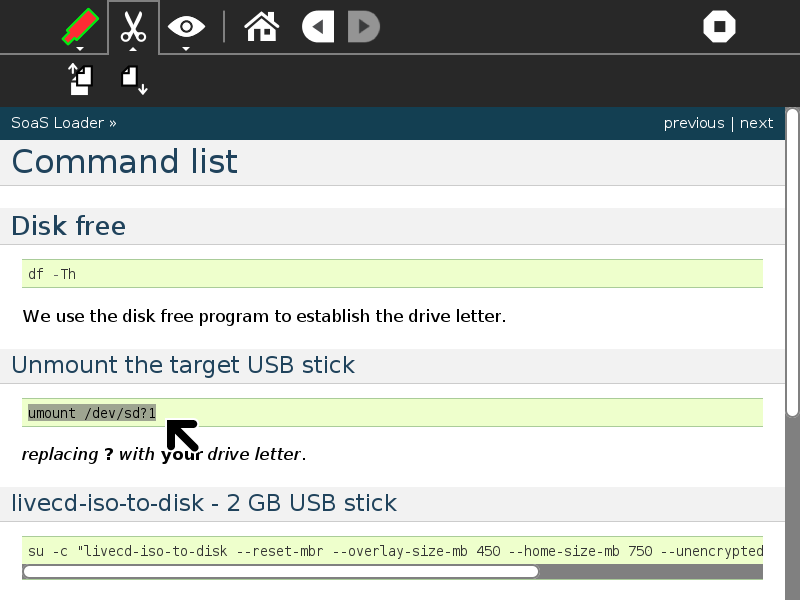 SoaS Loader »
previous | next
Command list
Disk free
df -Th
We use the disk free program to establish the drive letter.
Unmount the target USB stick
umount /dev/sd?1
replacing ? with your drive letter.
livecd-iso-to-disk - 2 GB USB stick
su -c "livecd-iso-to-disk --reset-mbr --overlay-size-mb 450 --home-size-mb 750 --unencrypted